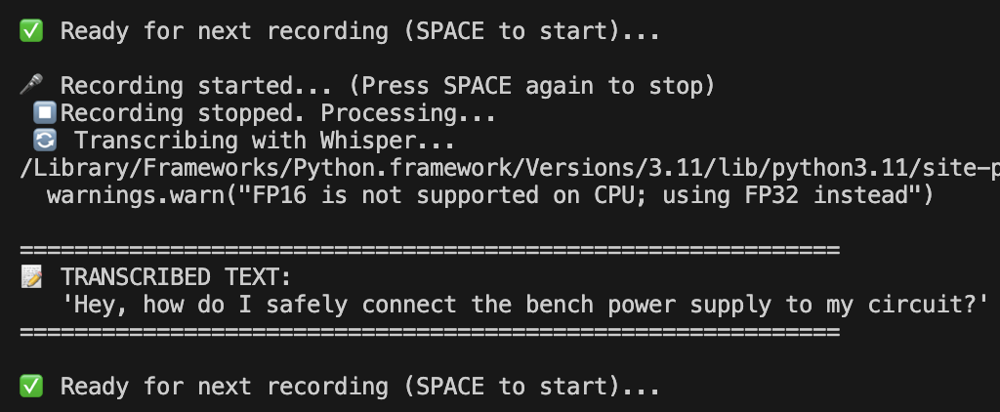 ✅ Ready for next recording (SPACE to start)...
🎤 Recording started... (Press SPACE again to stop)
⏹️Recording stopped. Processing...
🔄 Transcribing with Whisper...
/Library/Frameworks/Python.framework/Versions/3.11/lib/python3.11/site-p
warnings.warn("FP16 is not supported on CPU; using FP32 instead")
============================================================
📝 TRANSCRIBED TEXT:
'Hey, how do I safely connect the bench power supply to my circuit?'
============================================================
✅ Ready for next recording (SPACE to start)...